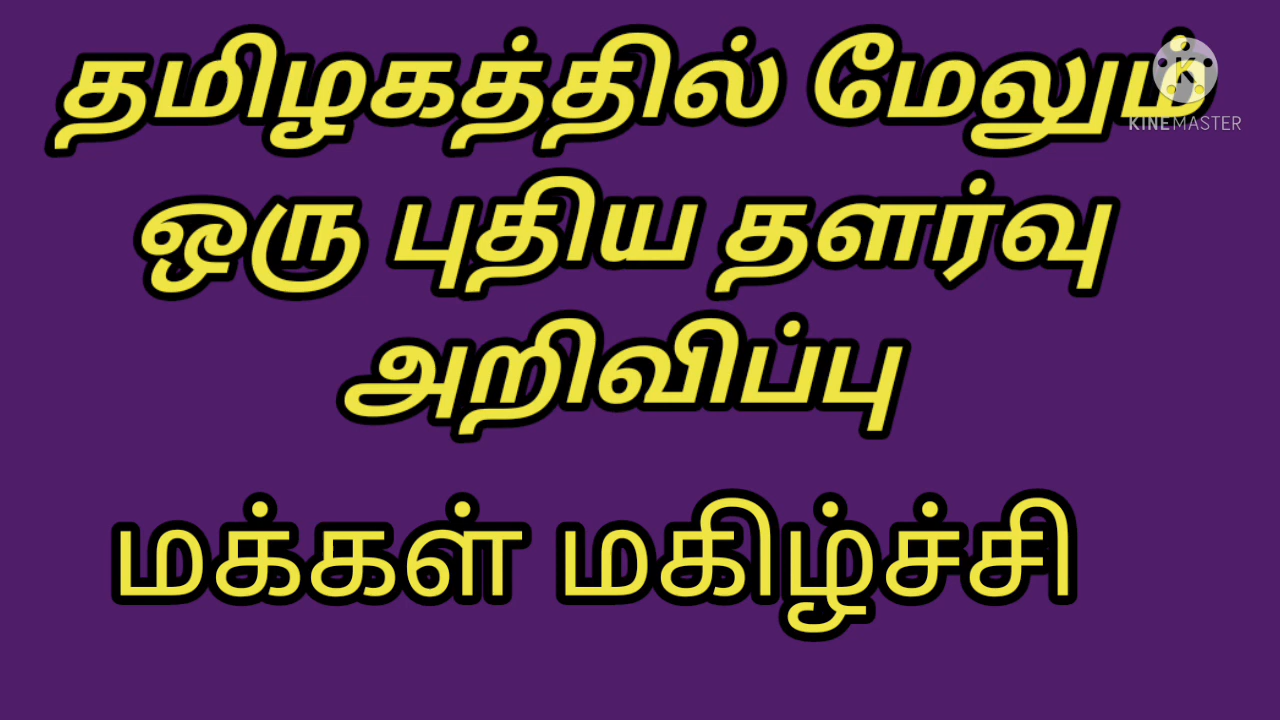 தமிழகத்தில் மேலும்
KINEMASTER
ஒரு புதிய தளர்வு
அறிவிப்பு
மக்கள் மகிழ்ச்சி